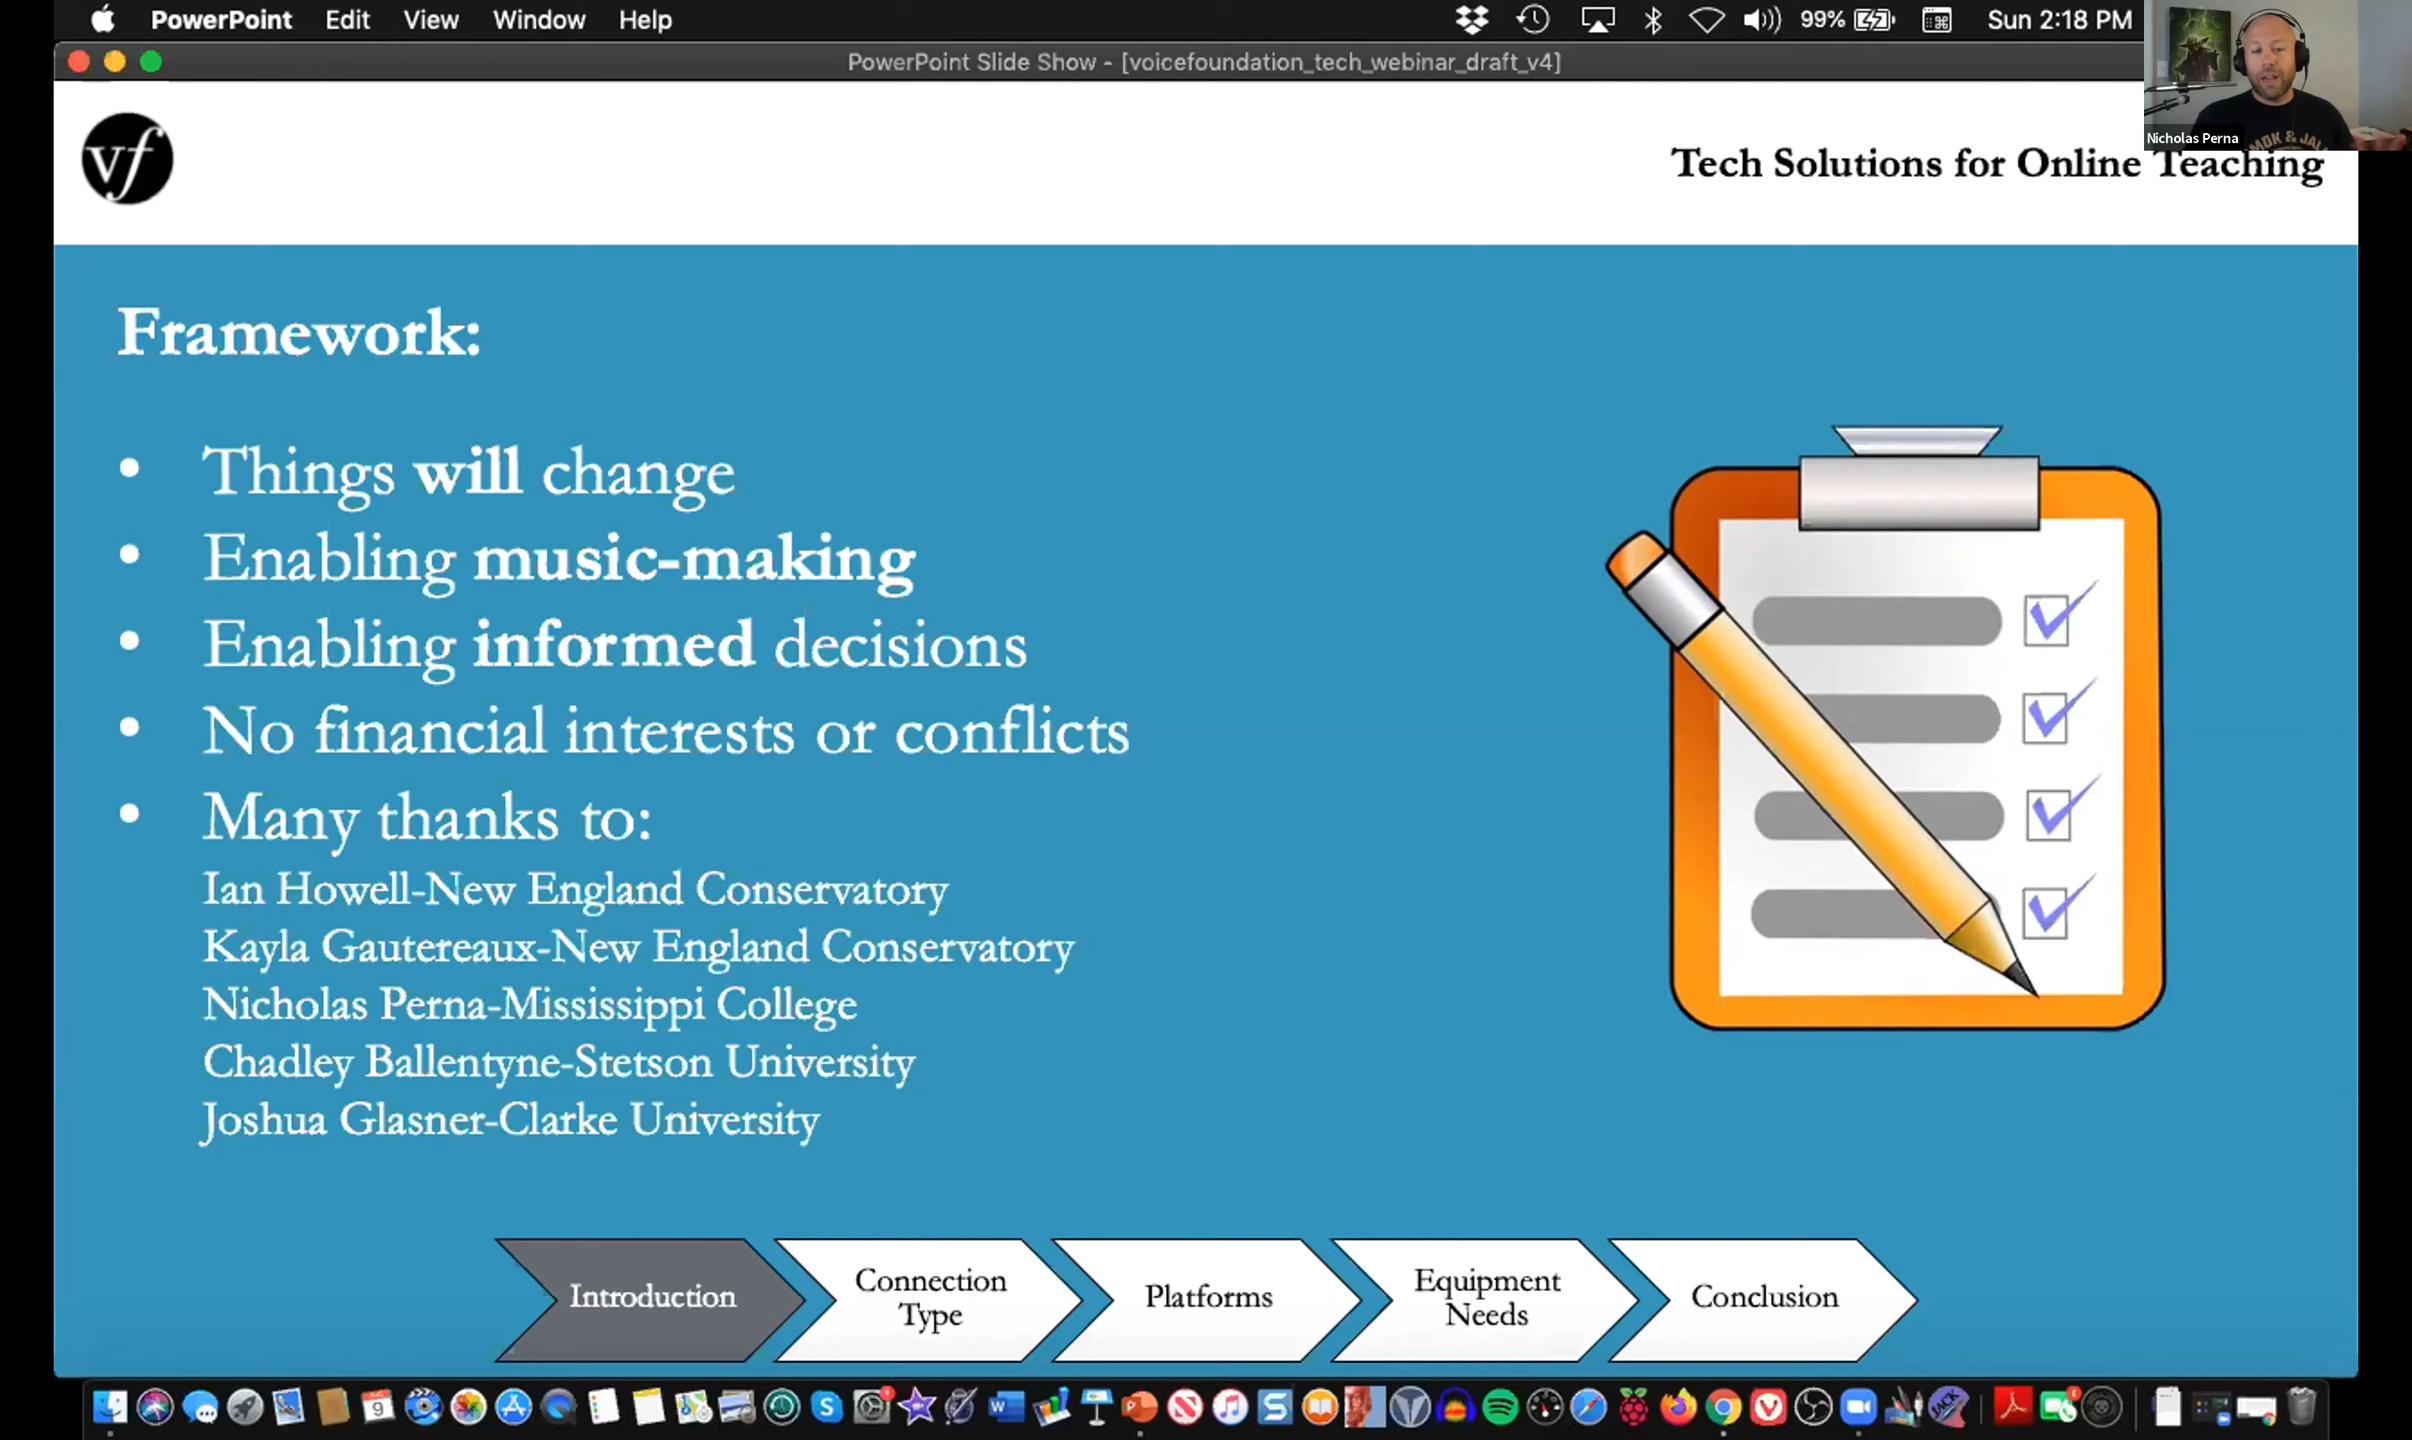 PowerPoint Edit View Window Help 99% Sun 2:18 PM
PowerPoint Slide Show - [voicefoundation_tech_webinar_draft_v4]
Nicholas Perna
vf
Tech Solutions for Online Teaching
Framework:
• Things will change
• Enabling music-making
• Enabling informed decisions
• No financial interests or conflicts
• Many thanks to:
Ian Howell-New England Conservatory
Kayla Gautereaux-New England Conservatory
Nicholas Perna-Mississippi College
Chadley Ballentyne-Stetson University
Joshua Glasner-Clarke University
Introduction
Connection
Type
Platforms
Equipment
Needs
Conclusion
9
JACK